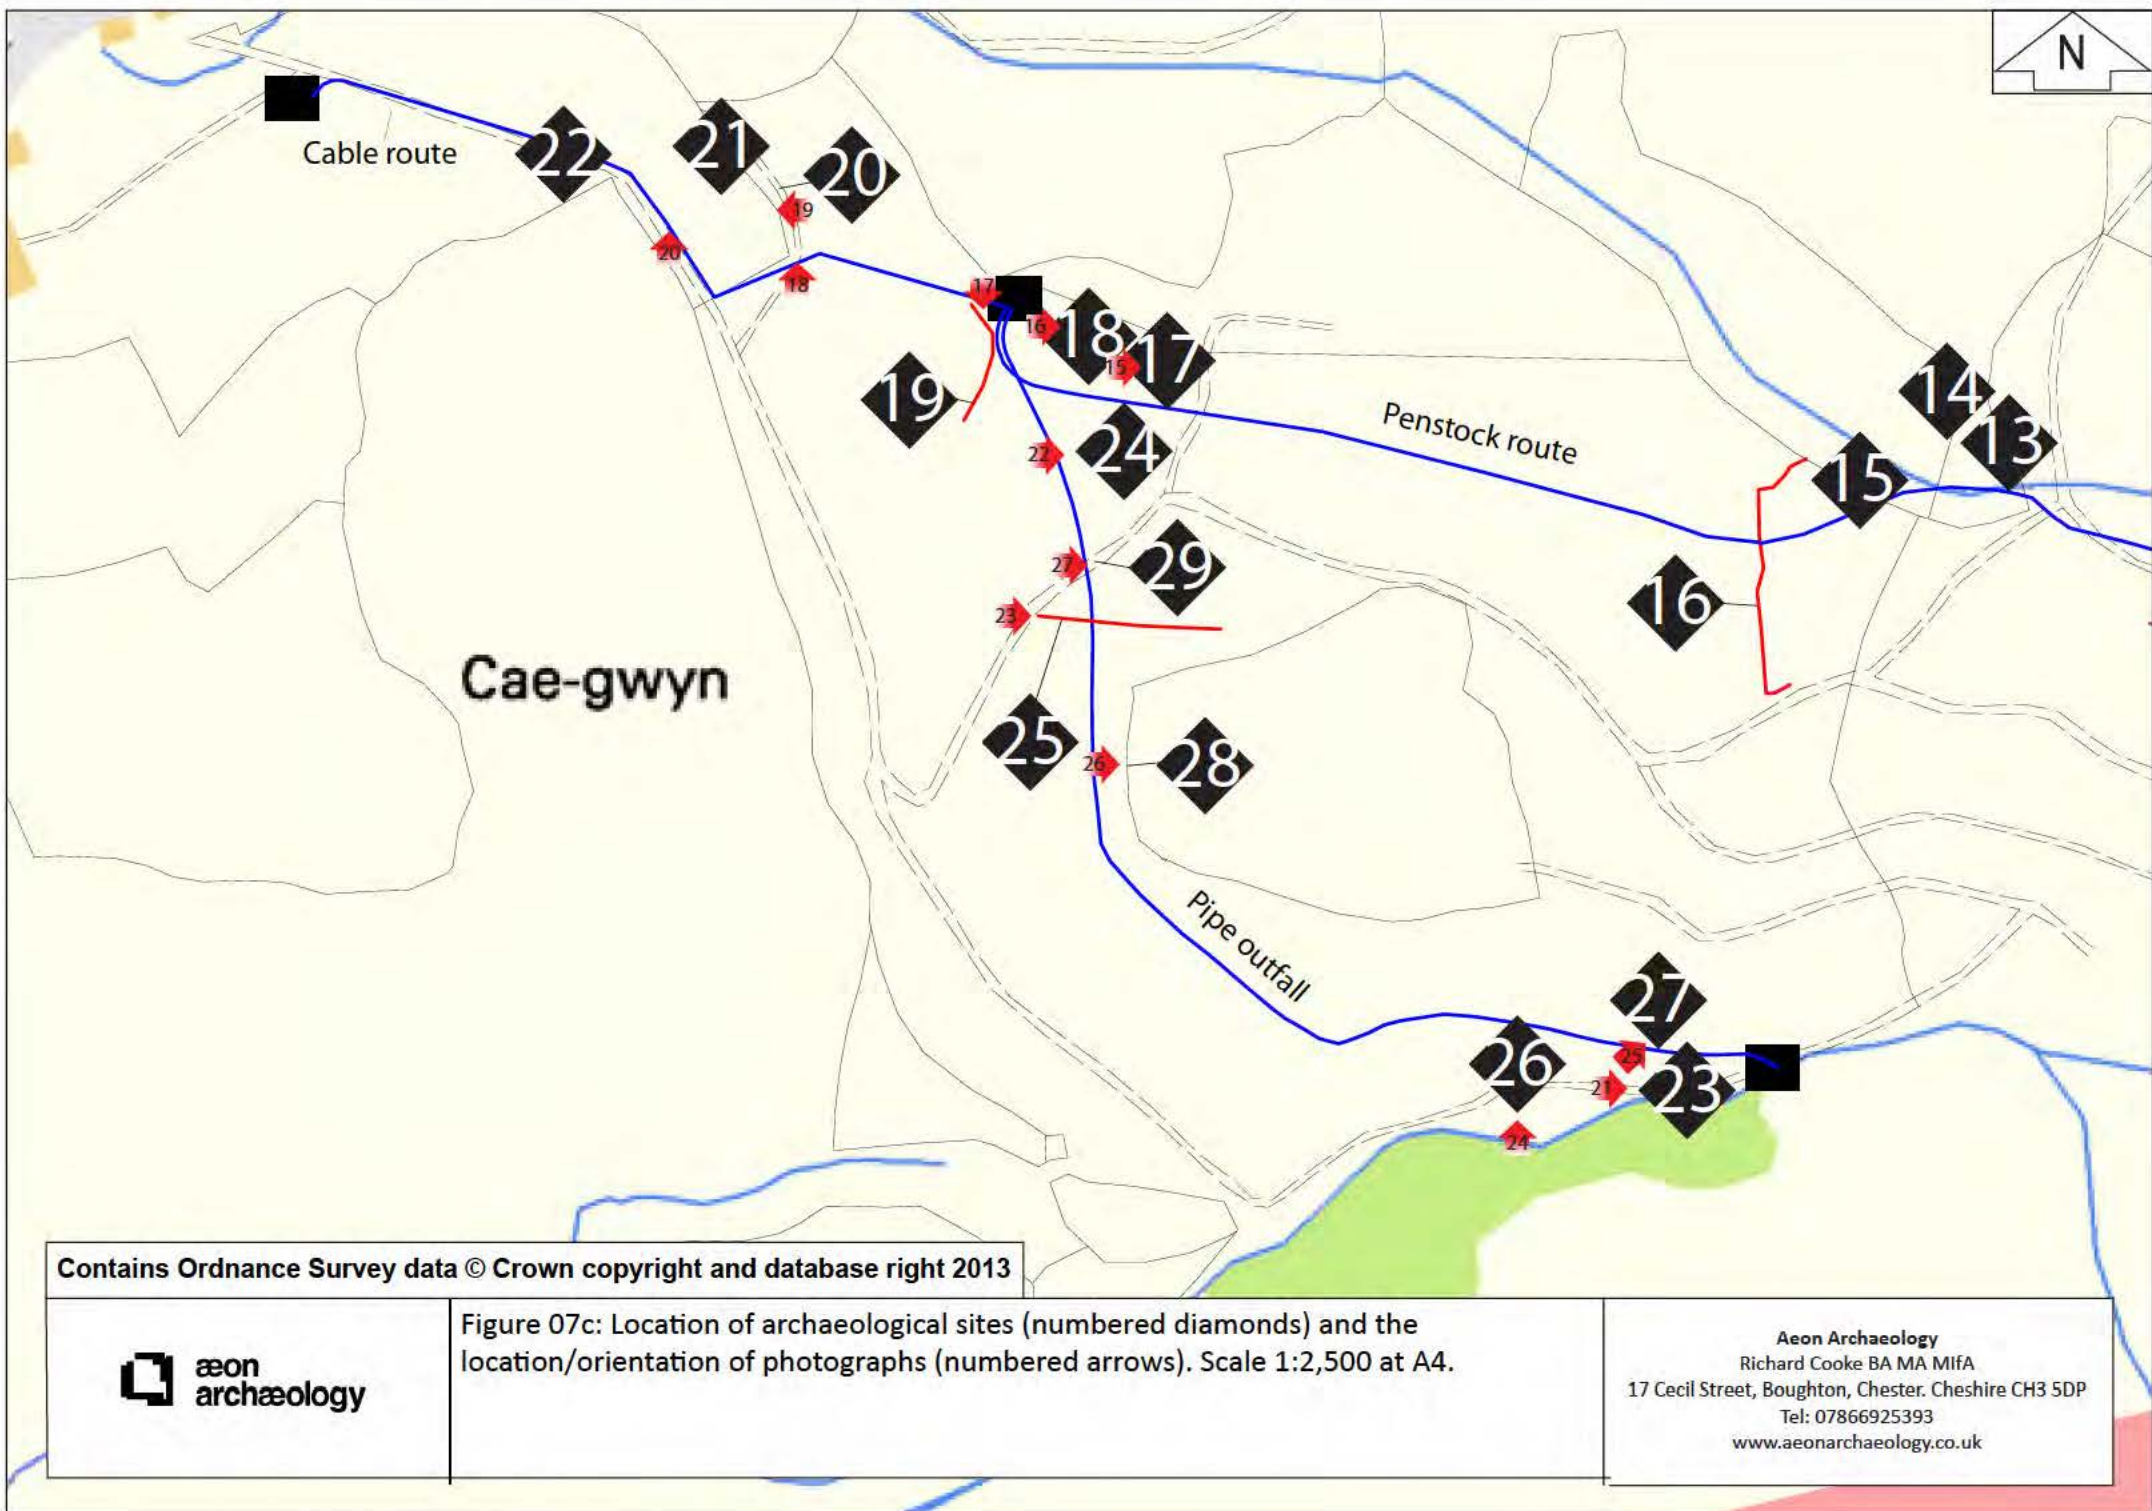 N
Cable route
22
21
20
19
20
18
17
16
18
15
17
19
22
24
Penstock route
14
13
15
16
27
29
23
25
26
28
Cae-gwyn
Pipe outfall
27
26
25
21
23
24
Contains Ordnance Survey data © Crown copyright and database right 2013
æon
archæology
Figure 07c: Location of archaeological sites (numbered diamonds) and the
location/orientation of photographs (numbered arrows). Scale 1:2,500 at A4.
Aeon Archaeology
Richard Cooke BA MA MIfA
17 Cecil Street, Boughton, Chester. Cheshire CH3 5DP
Tel: 07866925393
www.aeonarchaeology.co.uk